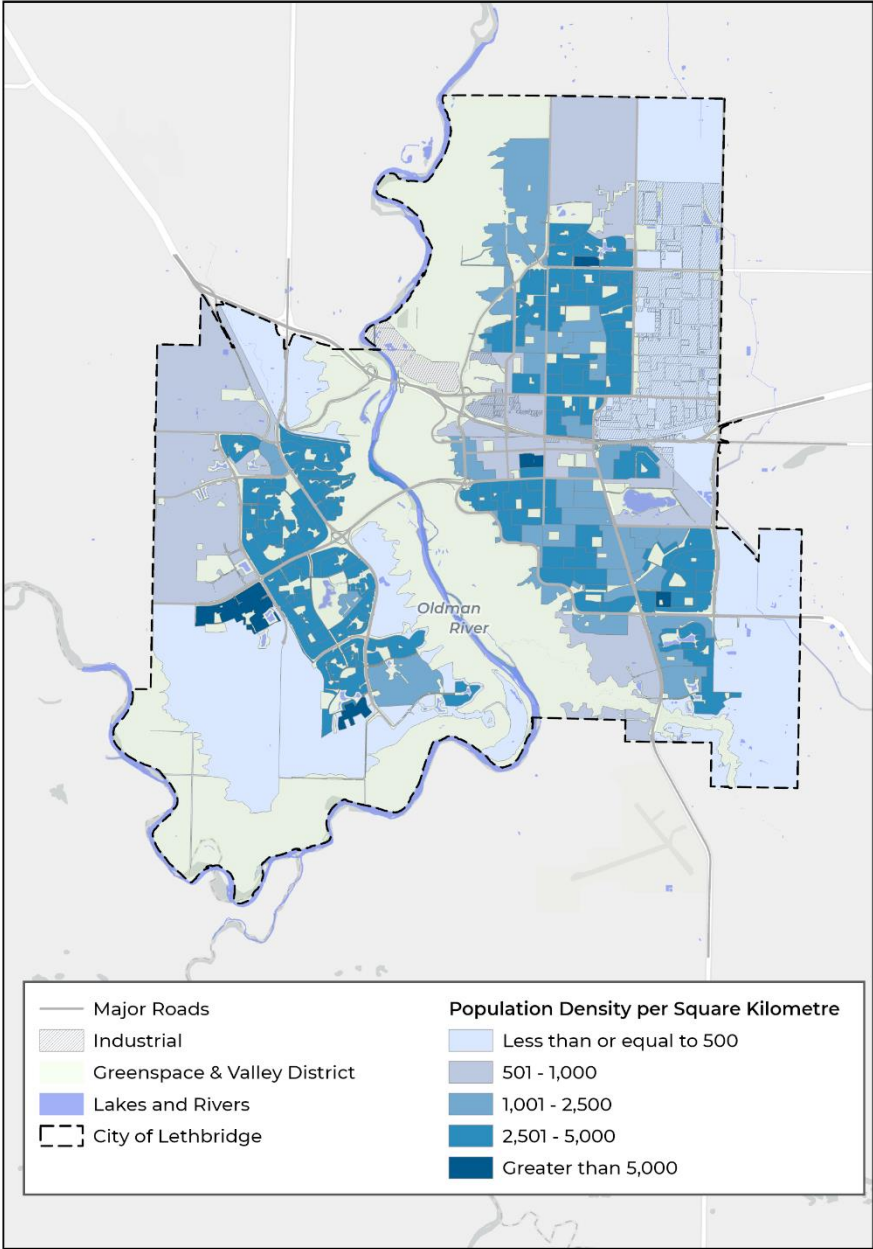 Oldman
River
Major Roads
Industrial
Greenspace & Valley District
Lakes and Rivers
City of Lethbridge
Population Density per Square Kilometre
Less than or equal to 500
501 - 1,000
1,001 - 2,500
2,501 - 5,000
Greater than 5,000